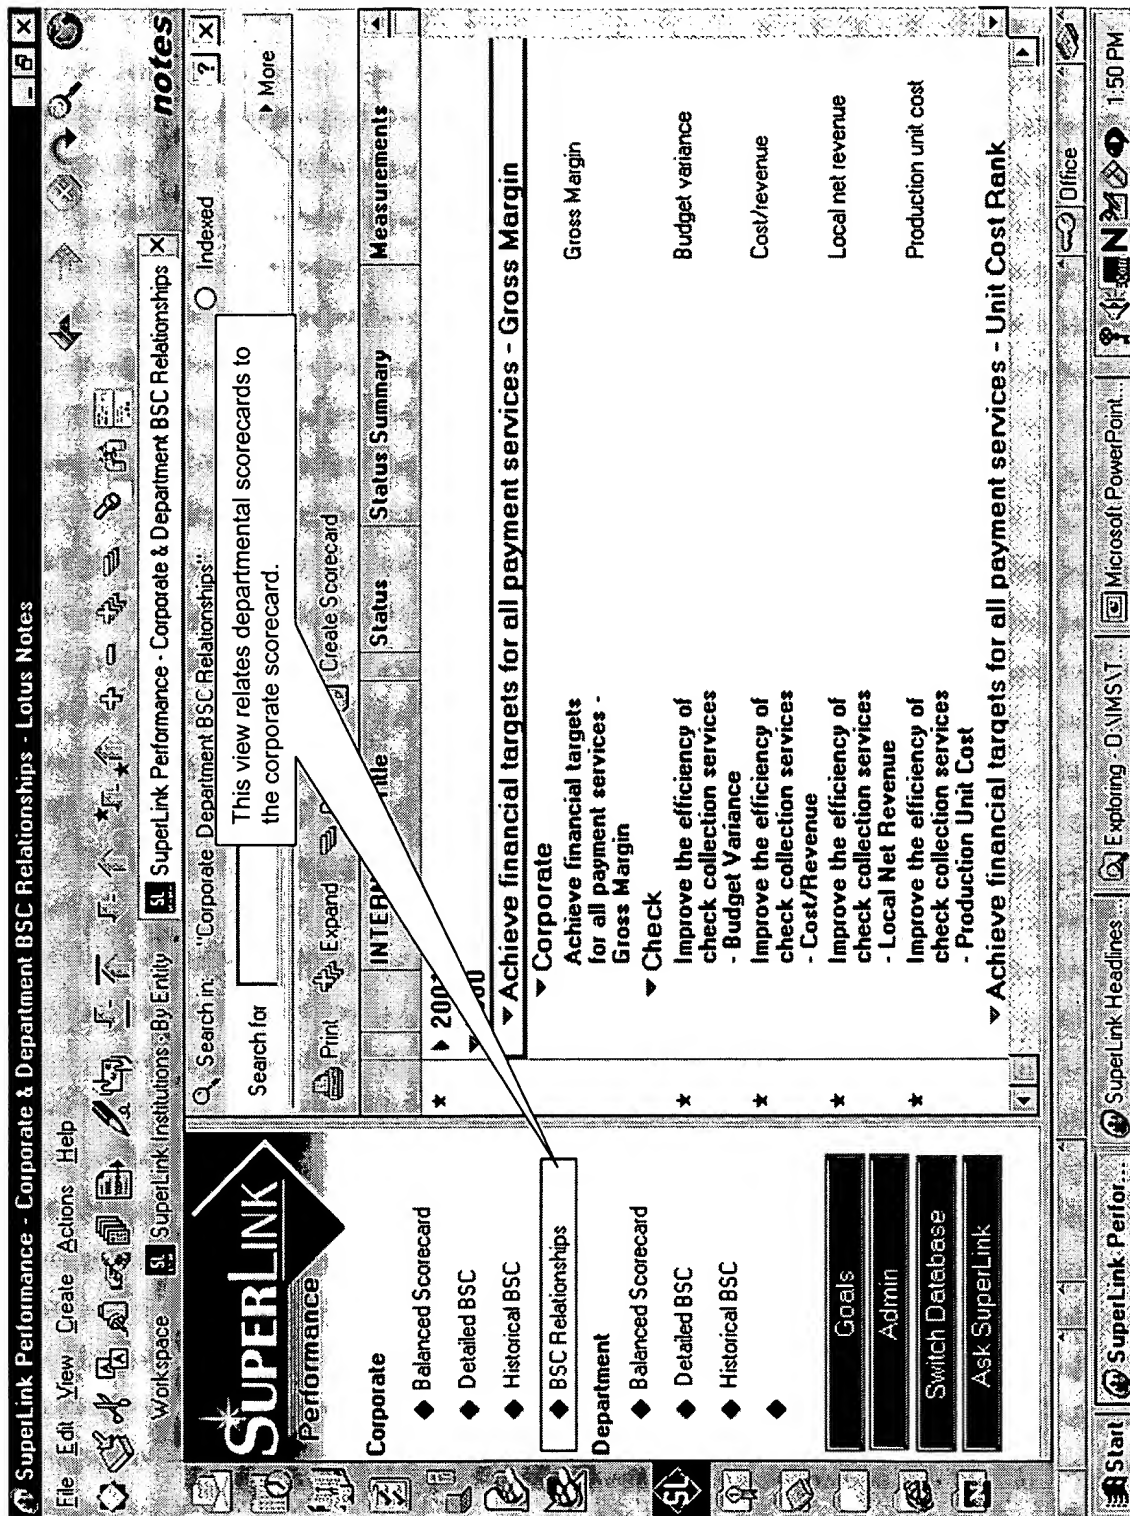 SuperLink Performance - Corporate & Department BSC Relationships - Lotus Notes
File Edit View Create Actions Help
Workspace
SL SuperLink Institutions - By Entity
SL SuperLink Performance - Corporate & Department BSC Relationships
notes
SUPERLINK
Performance
Corporate
Balanced Scorecard
Detailed BSC
Historical BSC
BSC Relationships
Department
Balanced Scorecard
Detailed BSC
Historical BSC
Goals
Admin
Switch Database
Ask SuperLink
Search in: "Corporate Department BSC Relationships"
Indexed
Search for
More
This view relates departmental scorecards to
the corporate scorecard.
Print Expand Create Scorecard
Status Status Summary Measurements
Achieve financial targets for all payment services - Gross Margin
Corporate
Achieve financial targets
for all payment services -
Gross Margin
Gross Margin
Check
Improve the efficiency of
check collection services
- Budget Variance
Budget variance
Improve the efficiency of
check collection services
- Cost/Revenue
Cost/revenue
Improve the efficiency of
check collection services
- Local Net Revenue
Local net revenue
Improve the efficiency of
check collection services
- Production Unit Cost
Production unit cost
Achieve financial targets for all payment services - Unit Cost Rank
Office
Start SuperLink Perfor... SuperLink Headlines... Exploring - D:\IMS\T... Microsoft PowerPoint... 1:50 PM